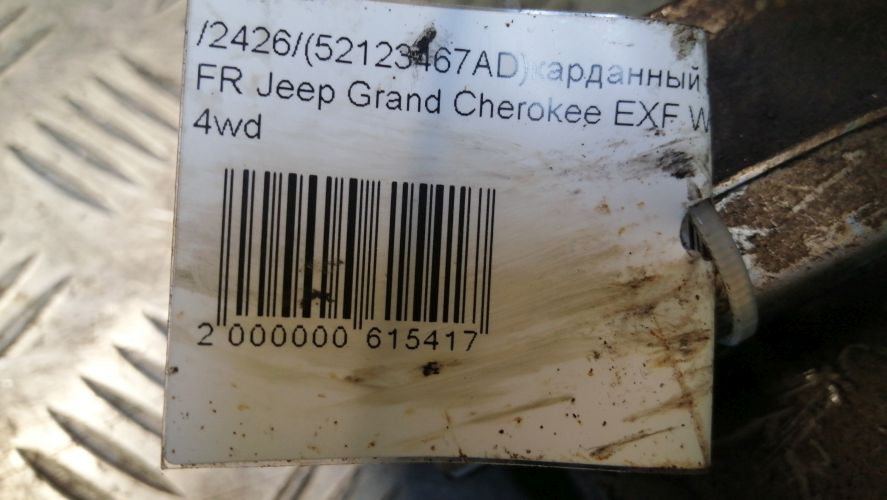 /2426/(52123467AD)карданный
FR Jeep Grand Cherokee EXF W
4wd
2 000000 615417